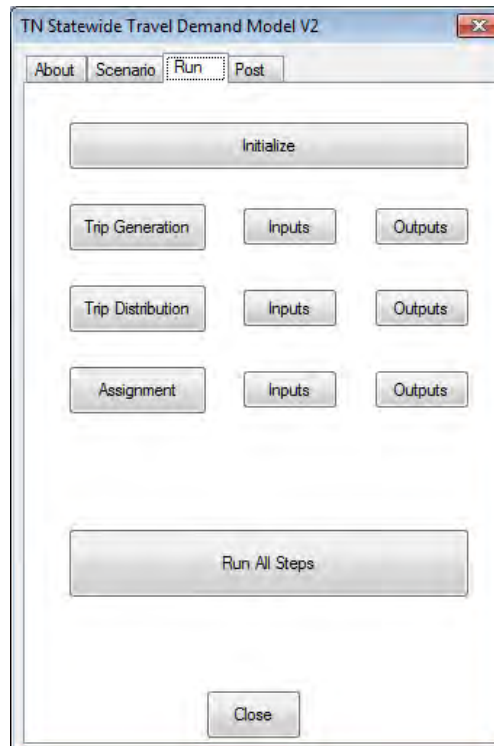 TN Statewide Travel Demand Model V2
About Scenario Run Post
Initialize
Trip Generation Inputs Outputs
Trip Distribution Inputs Outputs
Assignment Inputs Outputs
Run All Steps
Close